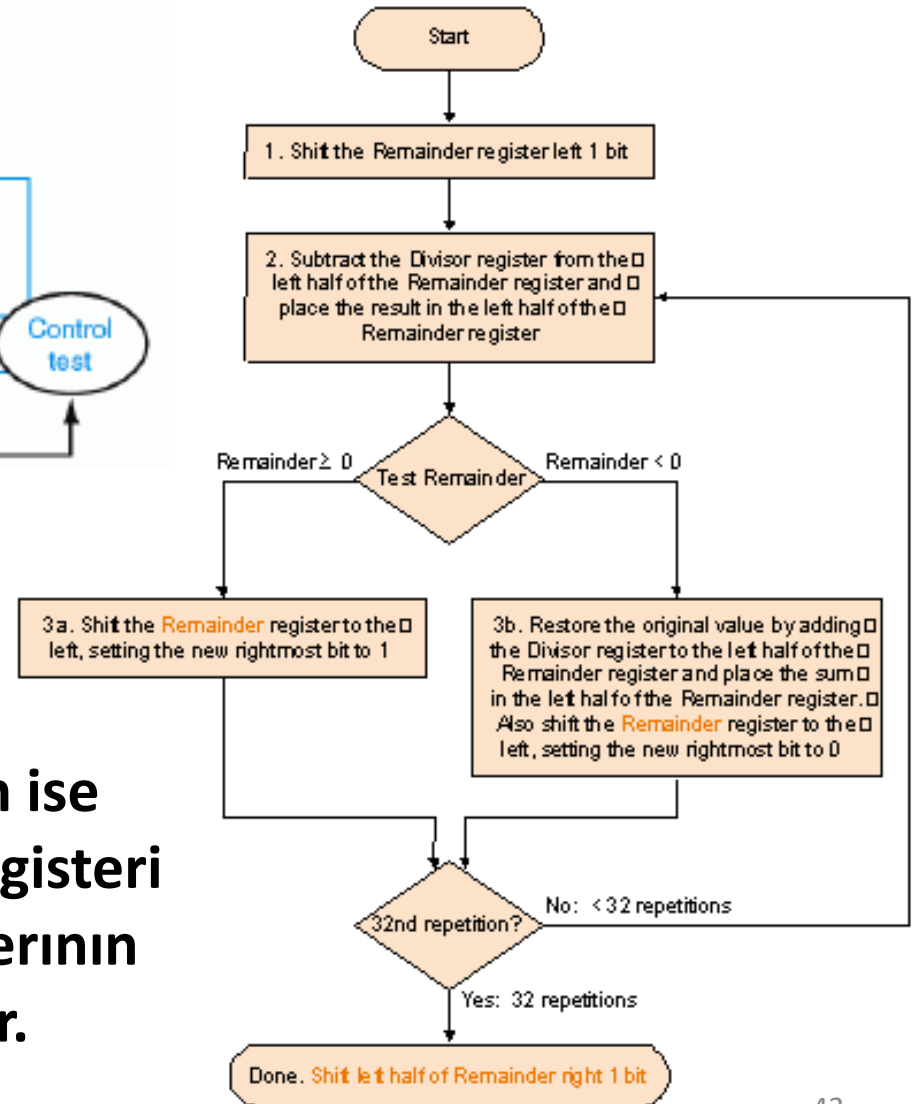 Start
1. Shift the Remainder register left 1 bit
2. Subtract the Divisor register from the
left half of the Remainder register and
place the result in the left half of the
Remainder register
Control
test
Remainder ≥ 0
Test Remainder
Remainder < 0
3a. Shift the Remainder register to the
left, setting the new rightmost bit to 1
3b. Restore the original value by adding
the Divisor register to the left half of the
Remainder register and place the sum
in the left half of the Remainder register.
Also shift the Remainder register to the
left, setting the new rightmost bit to 0
ise
32nd repetition?
No: < 32 repetitions
Yes: 32 repetitions
Done. Shift left half of Remainder right 1 bit